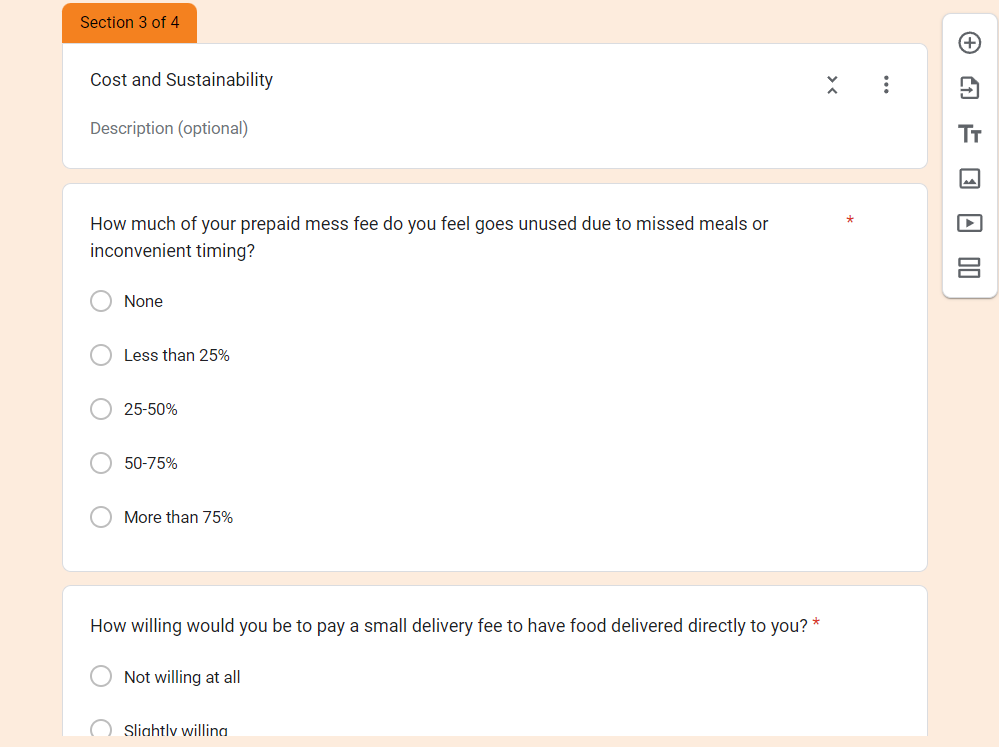 Section 3 of 4
Cost and Sustainability
Description (optional)
How much of your prepaid mess fee do you feel goes unused due to missed meals or *
inconvenient timing?
None
Less than 25%
25-50%
50-75%
More than 75%
How willing would you be to pay a small delivery fee to have food delivered directly to you? *
Not willing at all
Slightly willing